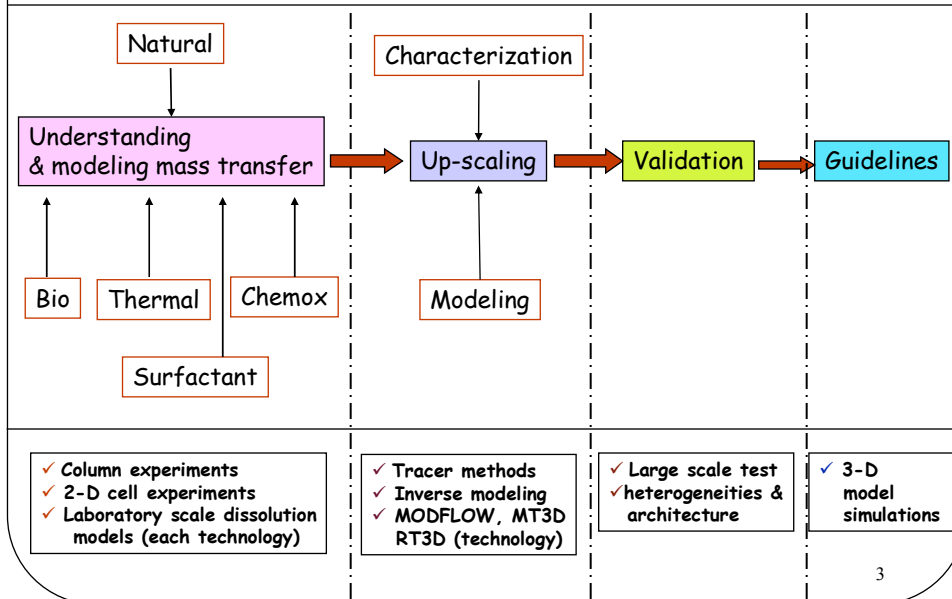 Natural
Characterization
Understanding
& modeling mass transfer
Up-scaling
Validation
Guidelines
Bio
Thermal
Chemox
Modeling
Surfactant
✓ Column experiments
✓ 2-D cell experiments
✓ Laboratory scale dissolution
models (each technology)
✓ Tracer methods
✓ Inverse modeling
✓ MODFLOW, MT3D
RT3D (technology)
✓ Large scale test
✓heterogeneities &
architecture
✓ 3-D
model
simulations
3